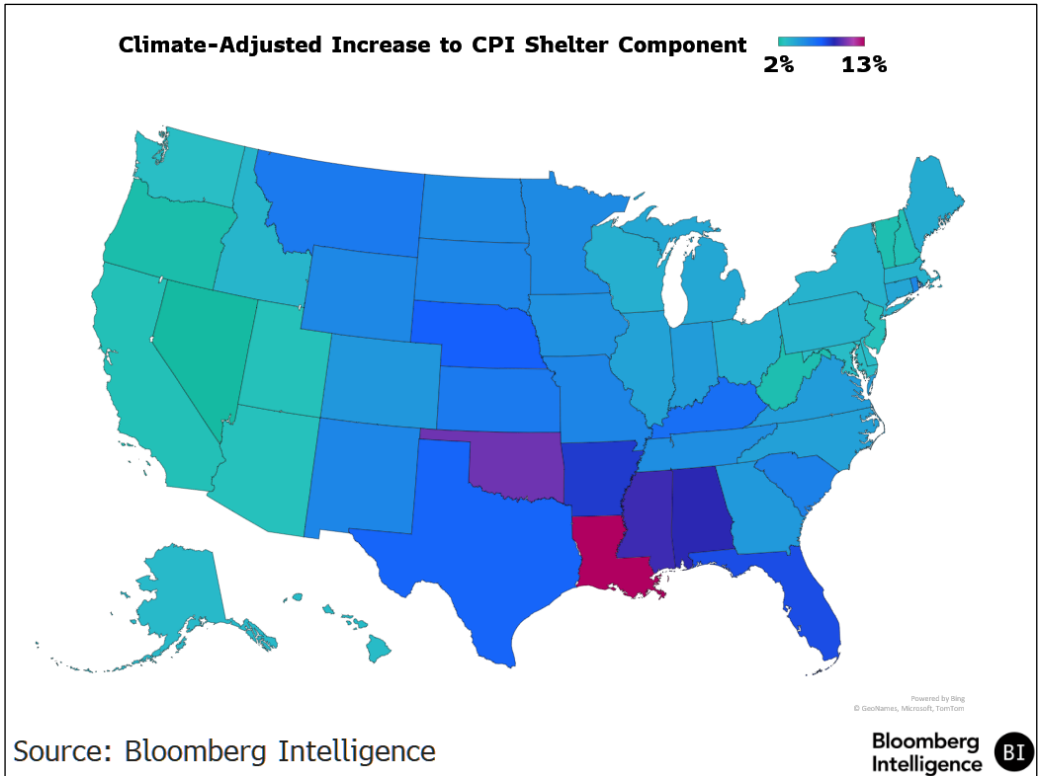 Climate-Adjusted Increase to CPI Shelter Component
2% 13%
Powered by Bing
© GeoNames, Microsoft, TomTom
Source: Bloomberg Intelligence
Bloomberg
Intelligence
BI